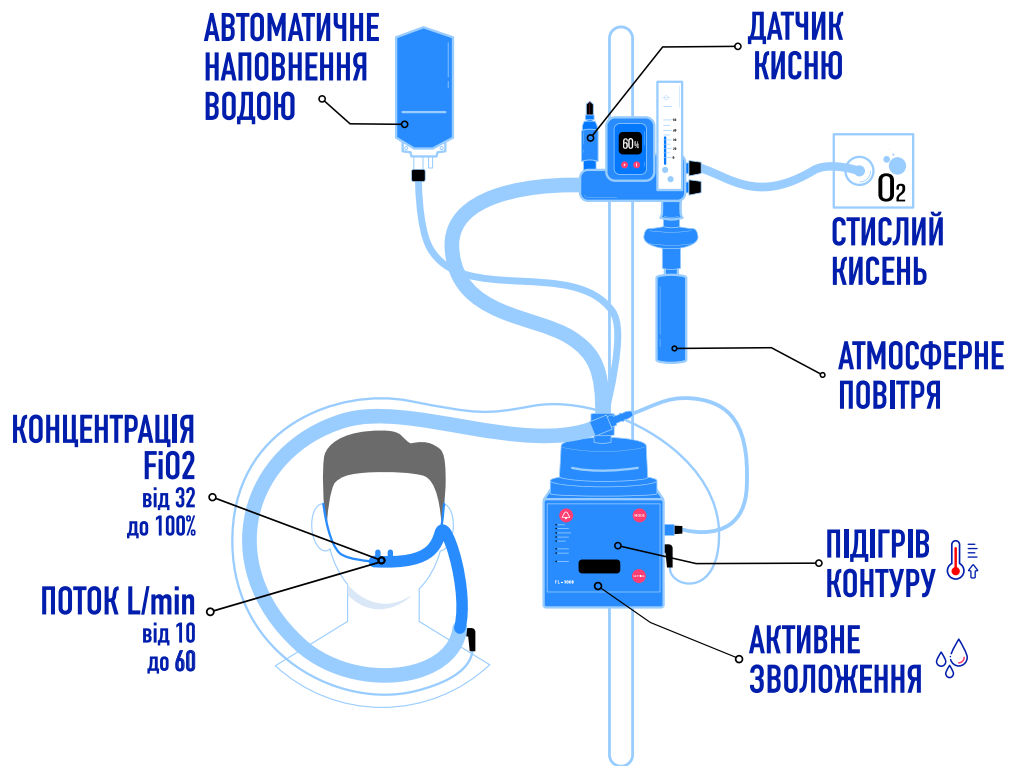 АВТОМАТИЧНЕ
НАПОВНЕННЯ
ВОДОЮ
ДАТЧИК
КИСНЮ
60%
O2
СТИСЛИЙ
КИСЕНЬ
АТМОСФЕРНЕ
ПОВІТРЯ
КОНЦЕНТРАЦІЯ
FiO2
від 32
до 100%
ПОТОК L/min
від 10
до 60
ПІДІГРІВ
КОНТУРУ
АКТИВНЕ
ЗВОЛОЖЕННЯ